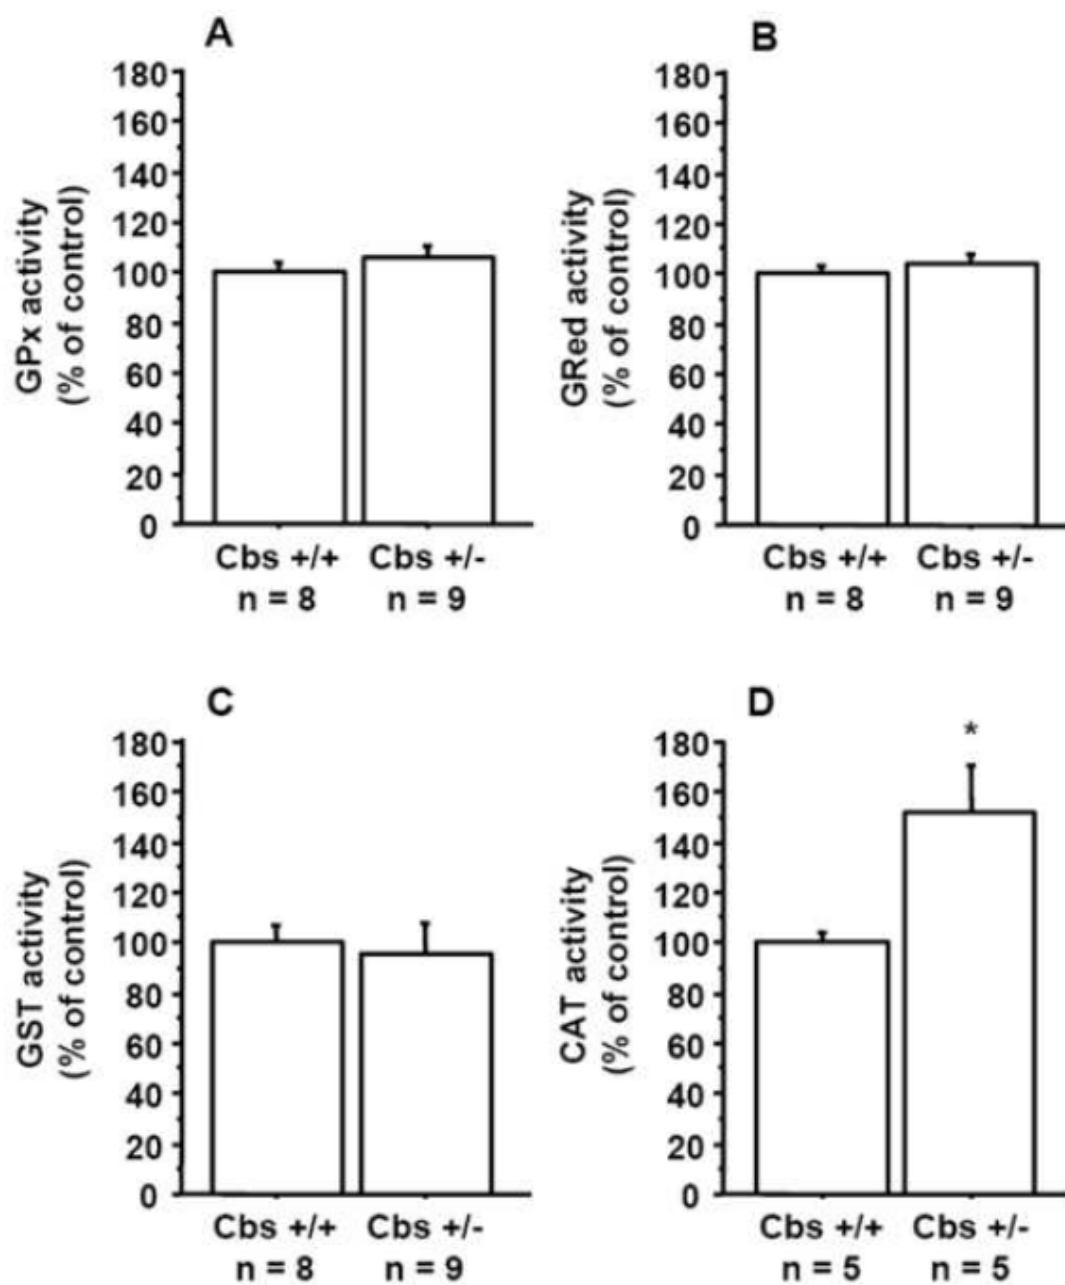 A
GPx activity
(% of control)
180
160
140
120
100
80
60
40
20
0
Cbs +/+ Cbs +/-
n = 8 n = 9
B
GRed activity
(% of control)
180
160
140
120
100
80
60
40
20
0
Cbs +/+ Cbs +/-
n = 8 n = 9
C
GST activity
(% of control)
180
160
140
120
100
80
60
40
20
0
Cbs +/+ Cbs +/-
n = 8 n = 9
D
CAT activity
(% of control)
180
160
140
120
100
80
60
40
20
0
*
Cbs +/+ Cbs +/-
n = 5 n = 5